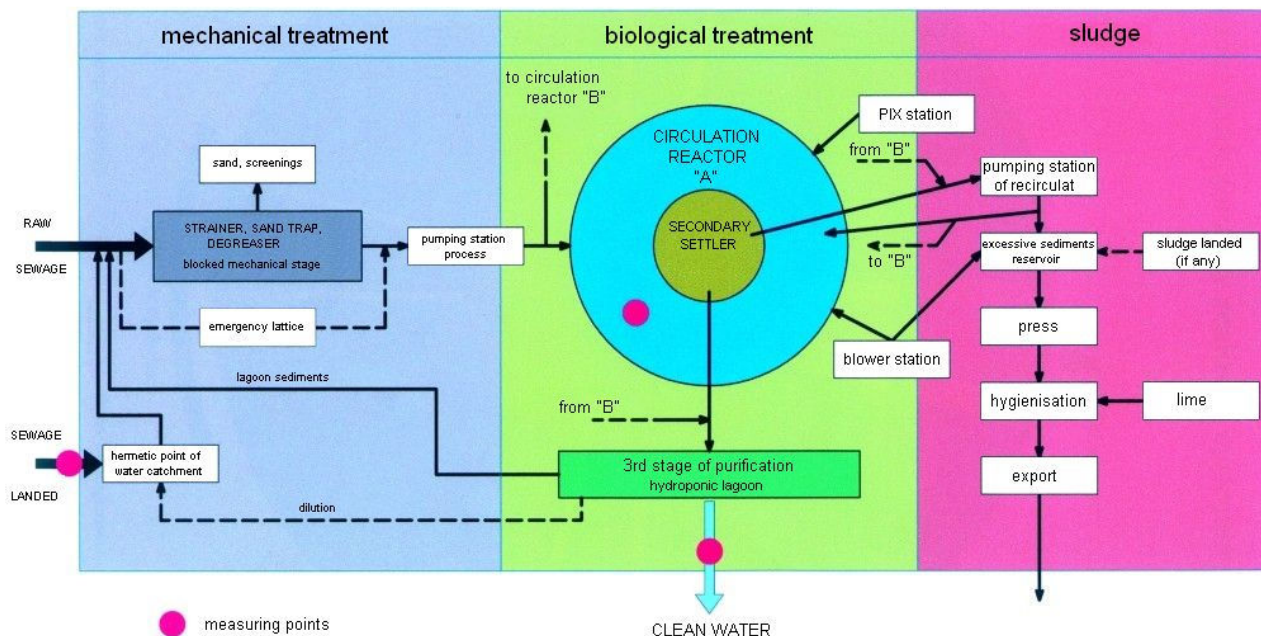 mechanical treatment
biological treatment
sludge
to circulation
reactor "B"
PIX station
CIRCULATION
REACTOR
"A"
from "B"
sand, screenings
pumping station
of recirculat
RAW
SEWAGE
STRAINER, SAND TRAP,
DEGREASER
blocked mechanical stage
pumping station
process
SECONDARY
SETTLER
to "B"
excessive sediments
reservoir
sludge landed
(if any)
emergency lattice
press
blower station
lagoon sediments
from "B"
hygienisation
lime
SEWAGE
LANDED
hermetic point of
water catchment
3rd stage of purification
hydroponic lagoon
export
dilution
measuring points
CLEAN WATER